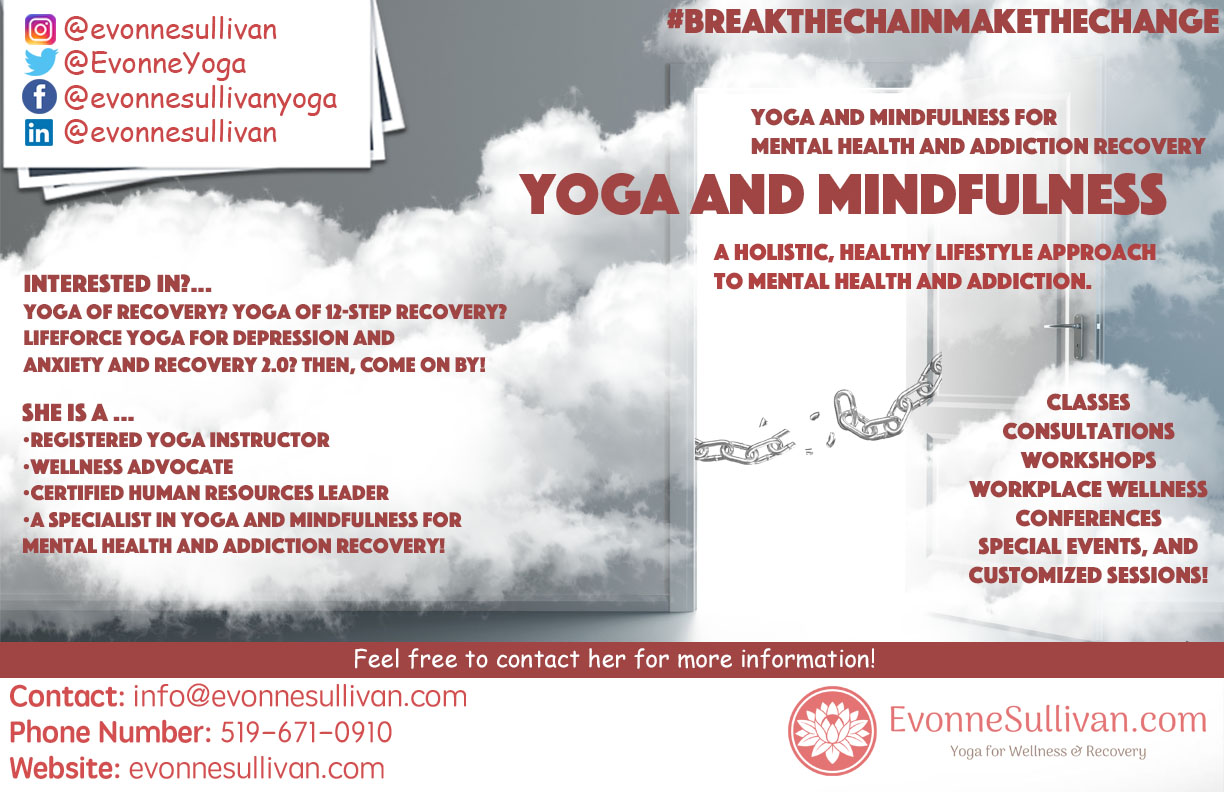 @evonnesullivan
@EvonneYoga
@evonnesullivanyoga
@evonnesullivan
#BREAKTHECHAINMAKETHECHANGE
YOGA AND MINDFULNESS FOR
MENTAL HEALTH AND ADDICTION RECOVERY
YOGA AND MINDFULNESS
A HOLISTIC, HEALTHY LIFESTYLE APPROACH
TO MENTAL HEALTH AND ADDICTION.
INTERESTED IN?...
YOGA OF RECOVERY? YOGA OF 12-STEP RECOVERY?
LIFEFORCE YOGA FOR DEPRESSION AND
ANXIETY AND RECOVERY 2.0? THEN, COME ON BY!
SHE IS A ...
•REGISTERED YOGA INSTRUCTOR
•WELLNESS ADVOCATE
•CERTIFIED HUMAN RESOURCES LEADER
•A SPECIALIST IN YOGA AND MINDFULNESS FOR
MENTAL HEALTH AND ADDICTION RECOVERY!
CLASSES
CONSULTATIONS
WORKSHOPS
WORKPLACE WELLNESS
CONFERENCES
SPECIAL EVENTS, AND
CUSTOMIZED SESSIONS!
Feel free to contact her for more information!
Contact: info@evonnesullivan.com
Phone Number: 519-671-0910
Website: evonnesullivan.com
EvonneSullivan.com
Yoga for Wellness & Recovery